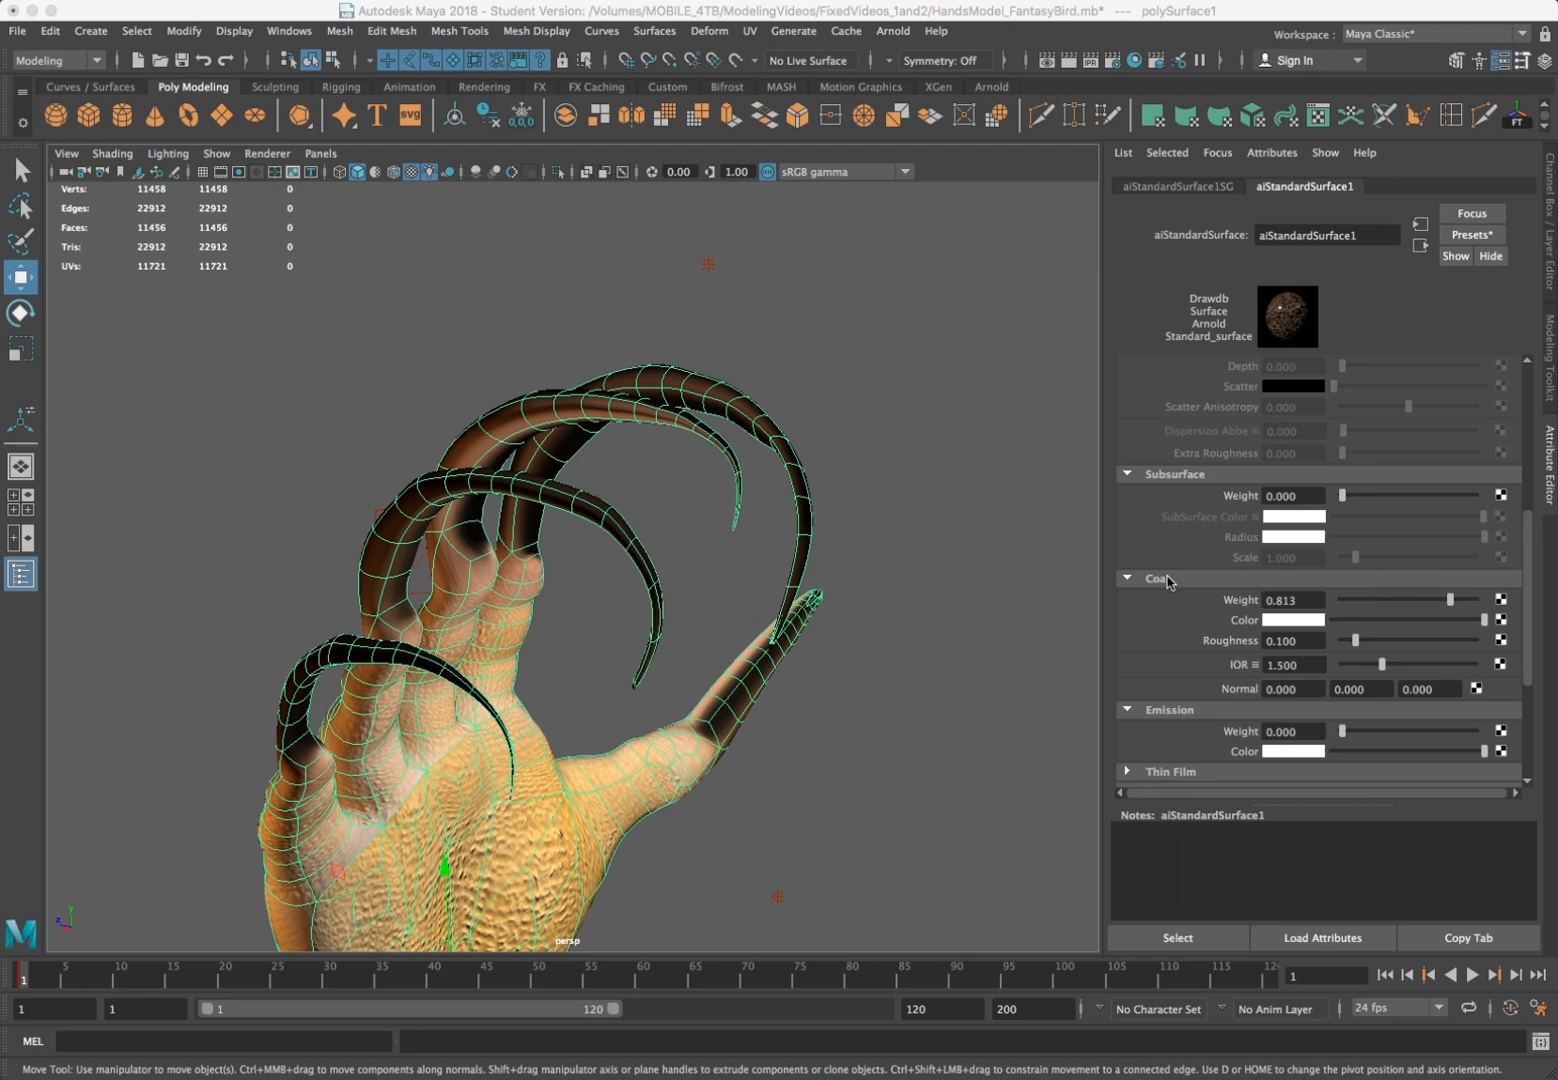 Autodesk Maya 2018 - Student Version: /Volumes/MOBILE_4TB/ModelingVideos/FixedVideos_1and2/HandsModel_FantasyBird.mb* --- polySurface1
File Edit Create Select Modify Display Windows Mesh Edit Mesh Mesh Tools Mesh Display Curves Surfaces Deform UV Generate Cache Arnold Help Workspace : Maya Classic*
Modeling No Live Surface Symmetry: Off Sign In
Curves / Surfaces Poly Modeling Sculpting Rigging Animation Rendering FX FX Caching Custom Bifrost MASH Motion Graphics XGen Arnold
View Shading Lighting Show Renderer Panels
0.00 1.00 sRGB gamma
Verts: 11458 11458 0
Edges: 22912 22912 0
Faces: 11456 11456 0
Tris: 22912 22912 0
UVs: 11721 11721 0
persp
List Selected Focus Attributes Show Help
aiStandardSurface1SG aiStandardSurface1
aiStandardSurface: aiStandardSurface1
Focus
Presets*
Show Hide
Drawdb
Surface
Arnold
Standard_surface
Depth 0.000
Scatter
Scatter Anisotropy 0.000
Dispersion Abbe 0.000
Extra Roughness 0.000
Subsurface
Weight 0.000
SubSurface Color
Radius
Scale 1.000
Coat
Weight 0.813
Color
Roughness 0.100
IOR 1.500
Normal 0.000 0.000 0.000
Emission
Weight 0.000
Color
Thin Film
Notes: aiStandardSurface1
Select Load Attributes Copy Tab
Channel Box / Layer Editor
Modeling Toolkit
Attribute Editor
1 5 10 15 20 25 30 35 40 45 50 55 60 65 70 75 80 85 90 95 100 105 110 115 12
1
1 1 1 120 120 200 No Character Set No Anim Layer 24 fps
MEL
Move Tool: Use manipulator to move object(s). Ctrl+MMB+drag to move components along normals. Shift+drag manipulator axis or plane handles to extrude components or clone objects. Ctrl+Shift+LMB+drag to constrain movement to a connected edge. Use D or HOME to change the pivot position and axis orientation.